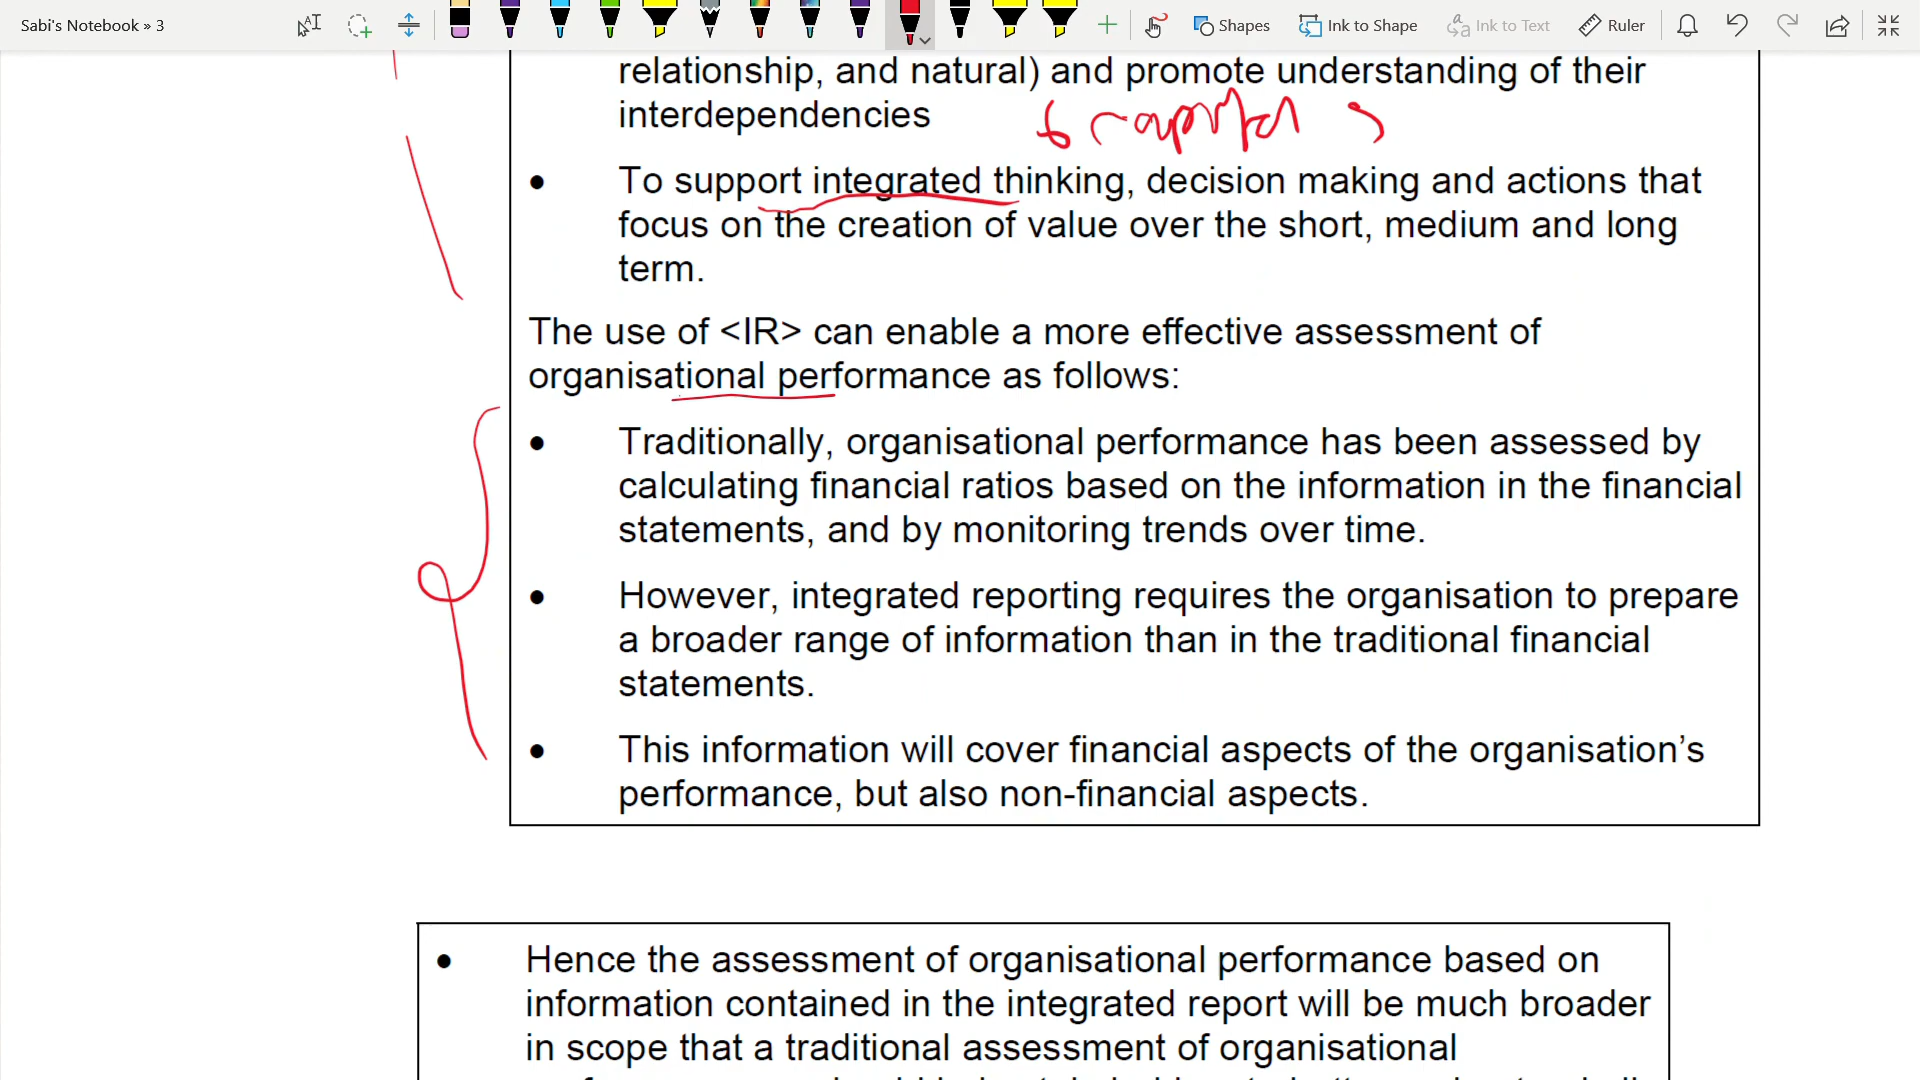 Sabi's Notebook » 3
Shapes
Ink to Shape
Ink to Text
Ruler
relationship, and natural) and promote understanding of their
interdependencies
6 capitals
• To support integrated thinking, decision making and actions that
focus on the creation of value over the short, medium and long
term.
The use of <IR> can enable a more effective assessment of
organisational performance as follows:
• Traditionally, organisational performance has been assessed by
calculating financial ratios based on the information in the financial
statements, and by monitoring trends over time.
• However, integrated reporting requires the organisation to prepare
a broader range of information than in the traditional financial
statements.
• This information will cover financial aspects of the organisation’s
performance, but also non-financial aspects.
• Hence the assessment of organisational performance based on
information contained in the integrated report will be much broader
in scope that a traditional assessment of organisational